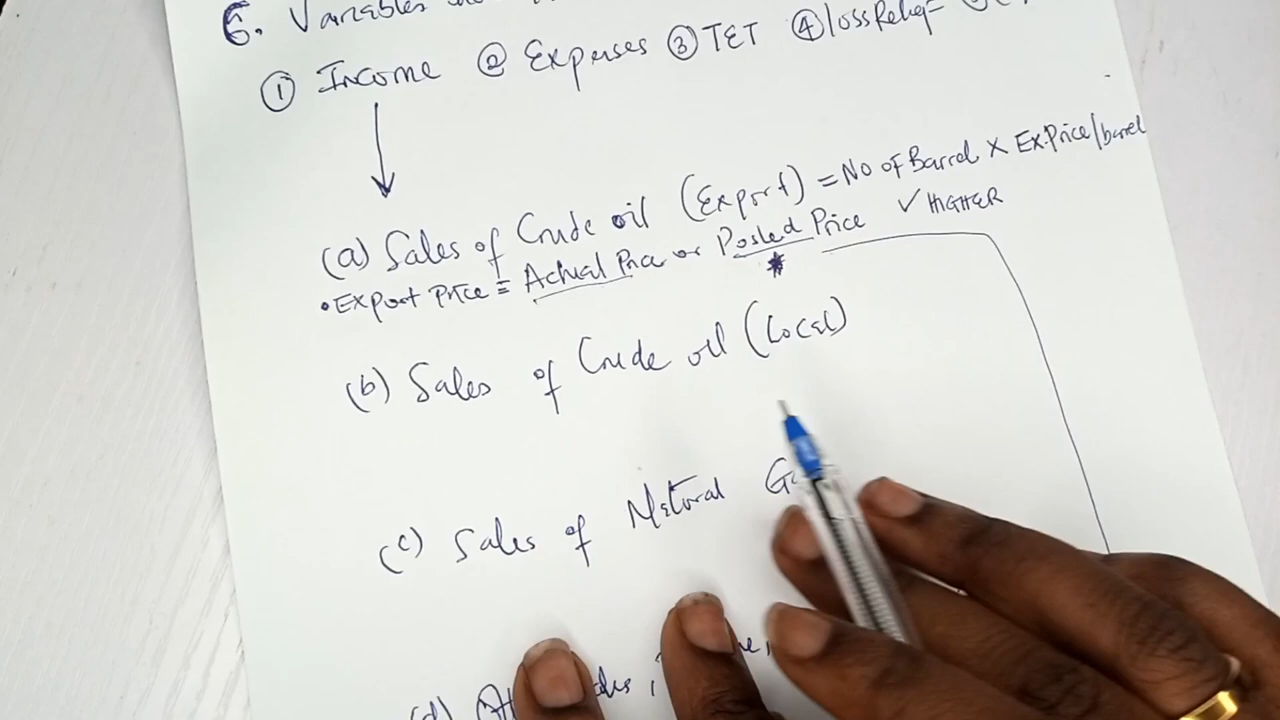 6. Variables
① Income ② Expenses ③ TET ④ loss Relief
(a) Sales of Crude oil (Export) = No of Barrel X Ex.Price/barrel
• Export Price = Actual Price or Posted Price ✓ HIGHER
*
(b) Sales of Crude oil (Local)
(c) Sales of Natural
(d)